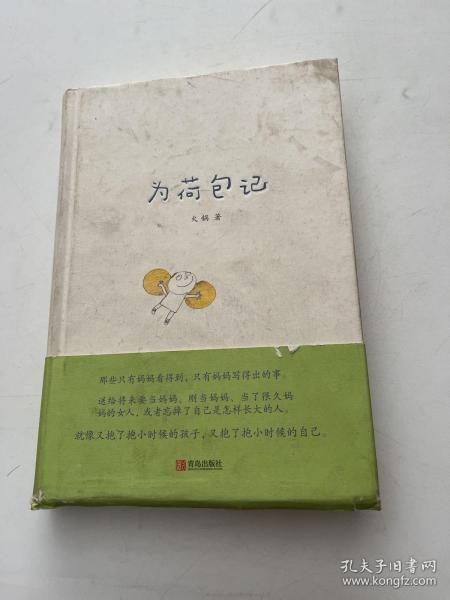 为荷包记
火锅 著
那些只有妈妈看得到，只有妈妈写得出的事。
送给将来要当妈妈、刚当妈妈、当了很久妈
妈的女人，或者忘掉了自己是怎样长大的人。
就像又抱了抱小时候的孩子，又抱了抱小时候的自己。
青岛出版社
孔夫子旧书网
www.kongfz.com